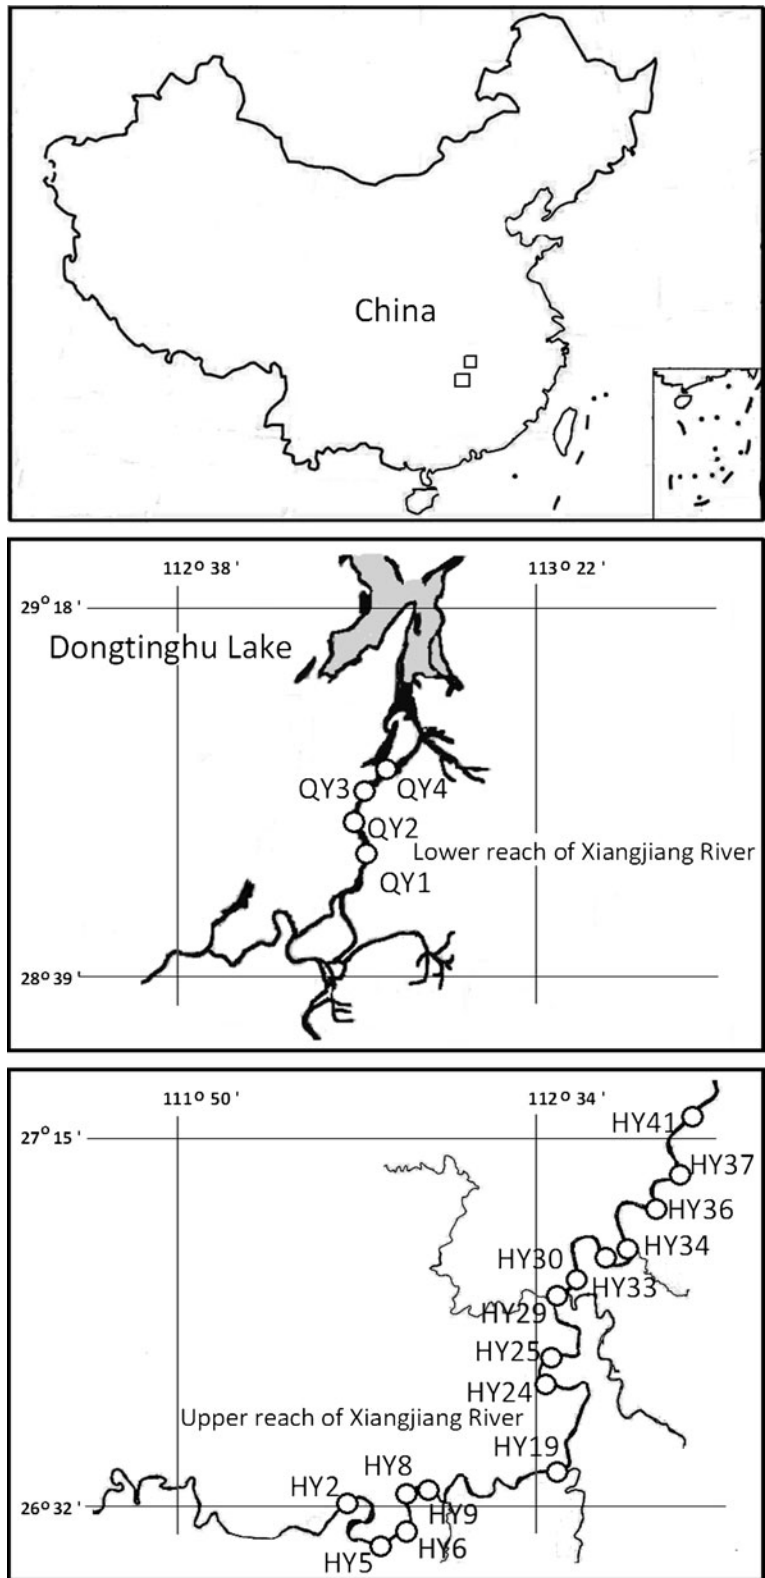 China
112° 38 '
113° 22 '
29° 18 '
Dongtinghu Lake
QY3
QY4
QY2
Lower reach of Xiangjiang River
QY1
28° 39 '
111° 50 '
112° 34 '
HY41
27° 15 '
HY37
HY36
HY34
HY30
HY33
HY29
HY25
HY24
Upper reach of Xiangjiang River
HY19
HY8
HY2
HY9
26° 32 '
HY6
HY5